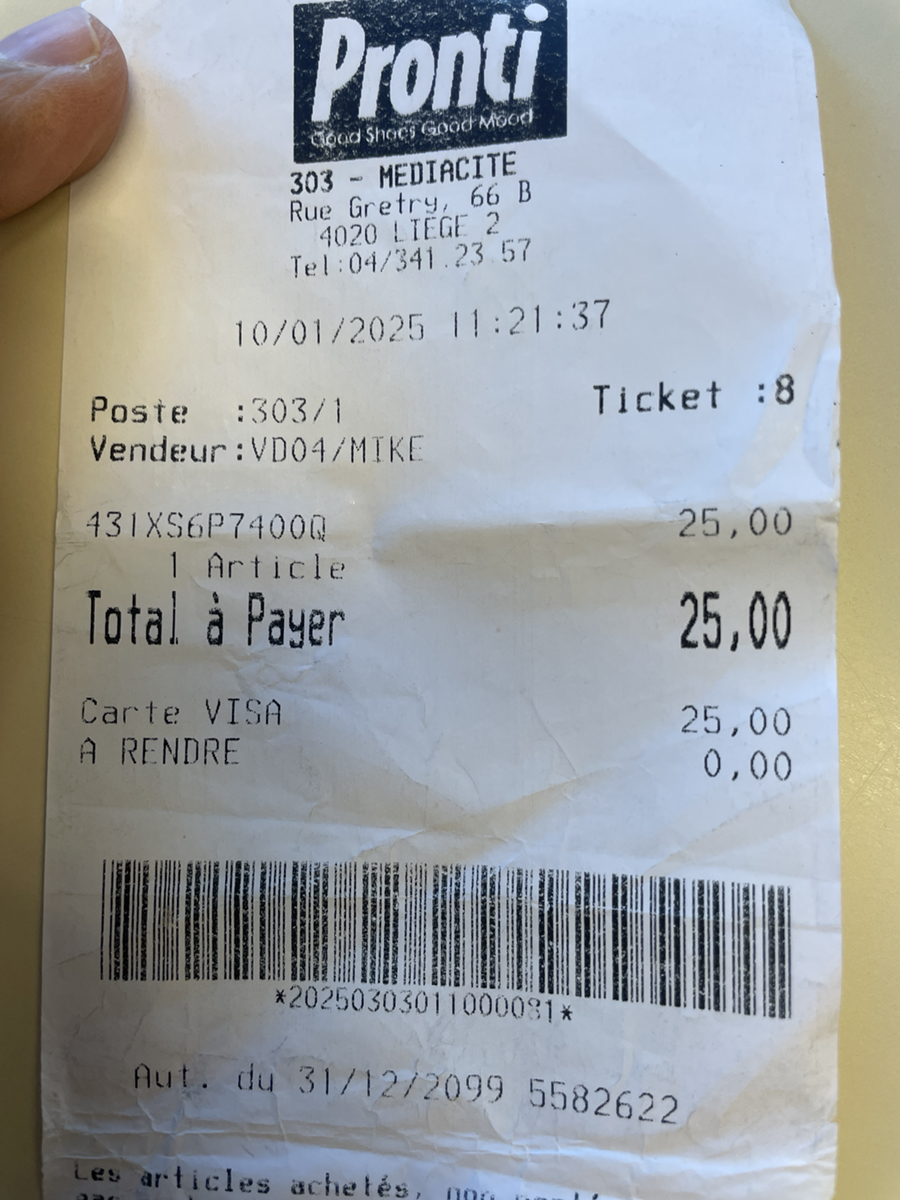 Pronti
Good Shoes Good Mood
303 - MEDIACITE
Rue Gretry, 66 B
4020 LIEGE 2
Tel:04/341.23.57
10/01/2025 11:21:37
Poste :303/1 Ticket :8
Vendeur:VD04/MIKE
431XS6P7400Q 25,00
1 Article
Total à Payer 25,00
Carte VISA 25,00
A RENDRE 0,00
*20250303011000081*
Aut. du 31/12/2099 5582622
Les articles achetés, non